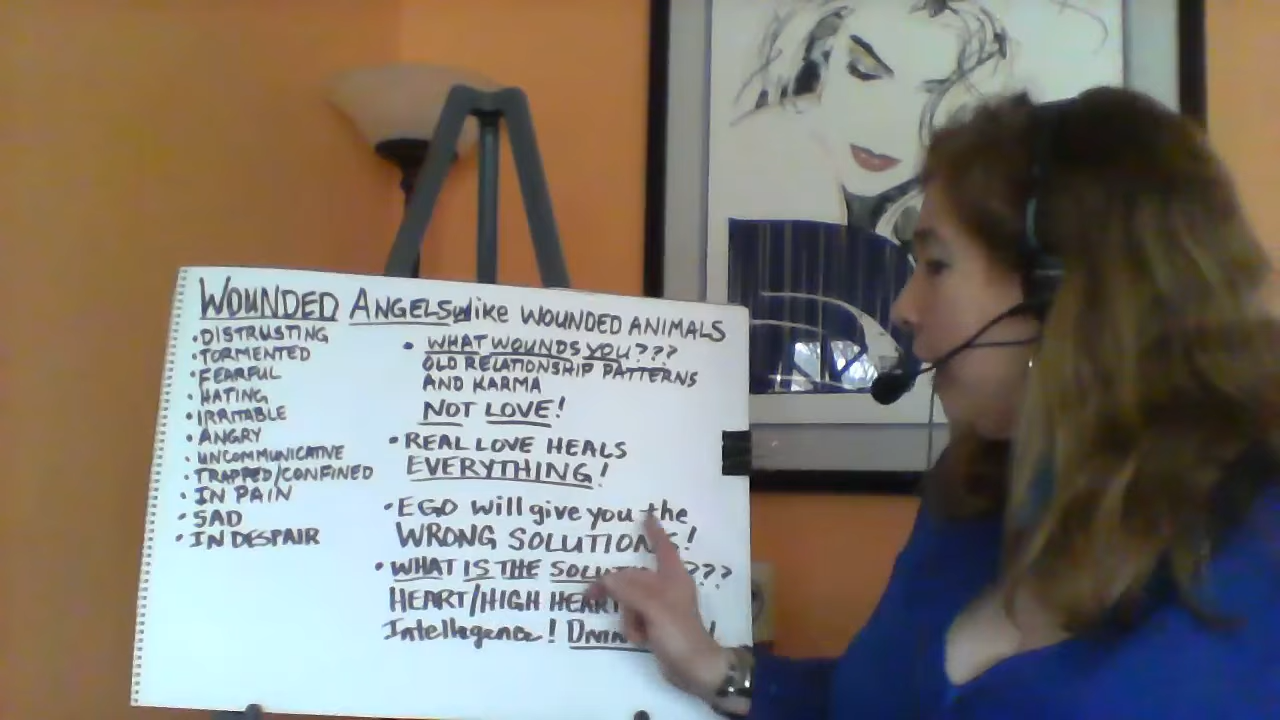 WOUNDED ANGELS like WOUNDED ANIMALS
• DISTRUSTING
• TORMENTED
• FEARFUL
• HATING
• IRRITABLE
• ANGRY
• UNCOMMUNICATIVE
• TRAPPED/CONFINED
• IN PAIN
• SAD
• IN DESPAIR
• WHAT WOUNDS YOU???
OLD RELATIONSHIP PATTERNS
AND KARMA
NOT LOVE!
• REAL LOVE HEALS
EVERYTHING!
• EGO will give you the
WRONG SOLUTIONS!
• WHAT IS THE ???
HEART/HIGH HEART
Intellegence!